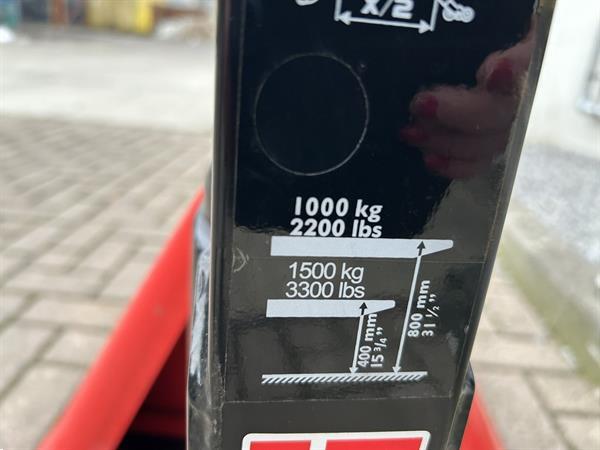 x/2
1000 kg
2200 lbs
1500 kg
3300 lbs
400 mm
15 3/4"
800 mm
31 1/2"